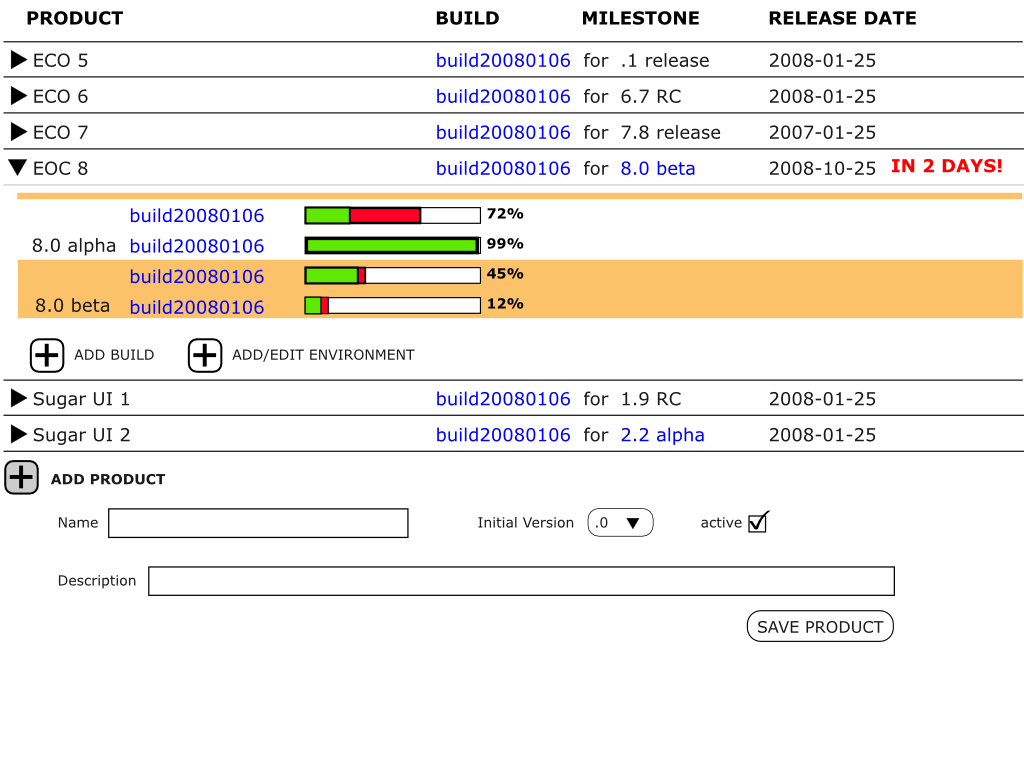 PRODUCT BUILD MILESTONE RELEASE DATE
ECO 5 build20080106 for .1 release 2008-01-25
ECO 6 build20080106 for 6.7 RC 2008-01-25
ECO 7 build20080106 for 7.8 release 2007-01-25
EOC 8 build20080106 for 8.0 beta 2008-10-25 IN 2 DAYS!
build20080106 72%
8.0 alpha build20080106 99%
build20080106 45%
8.0 beta build20080106 12%
ADD BUILD ADD/EDIT ENVIRONMENT
Sugar UI 1 build20080106 for 1.9 RC 2008-01-25
Sugar UI 2 build20080106 for 2.2 alpha 2008-01-25
ADD PRODUCT
Name Initial Version .0 active
Description
SAVE PRODUCT